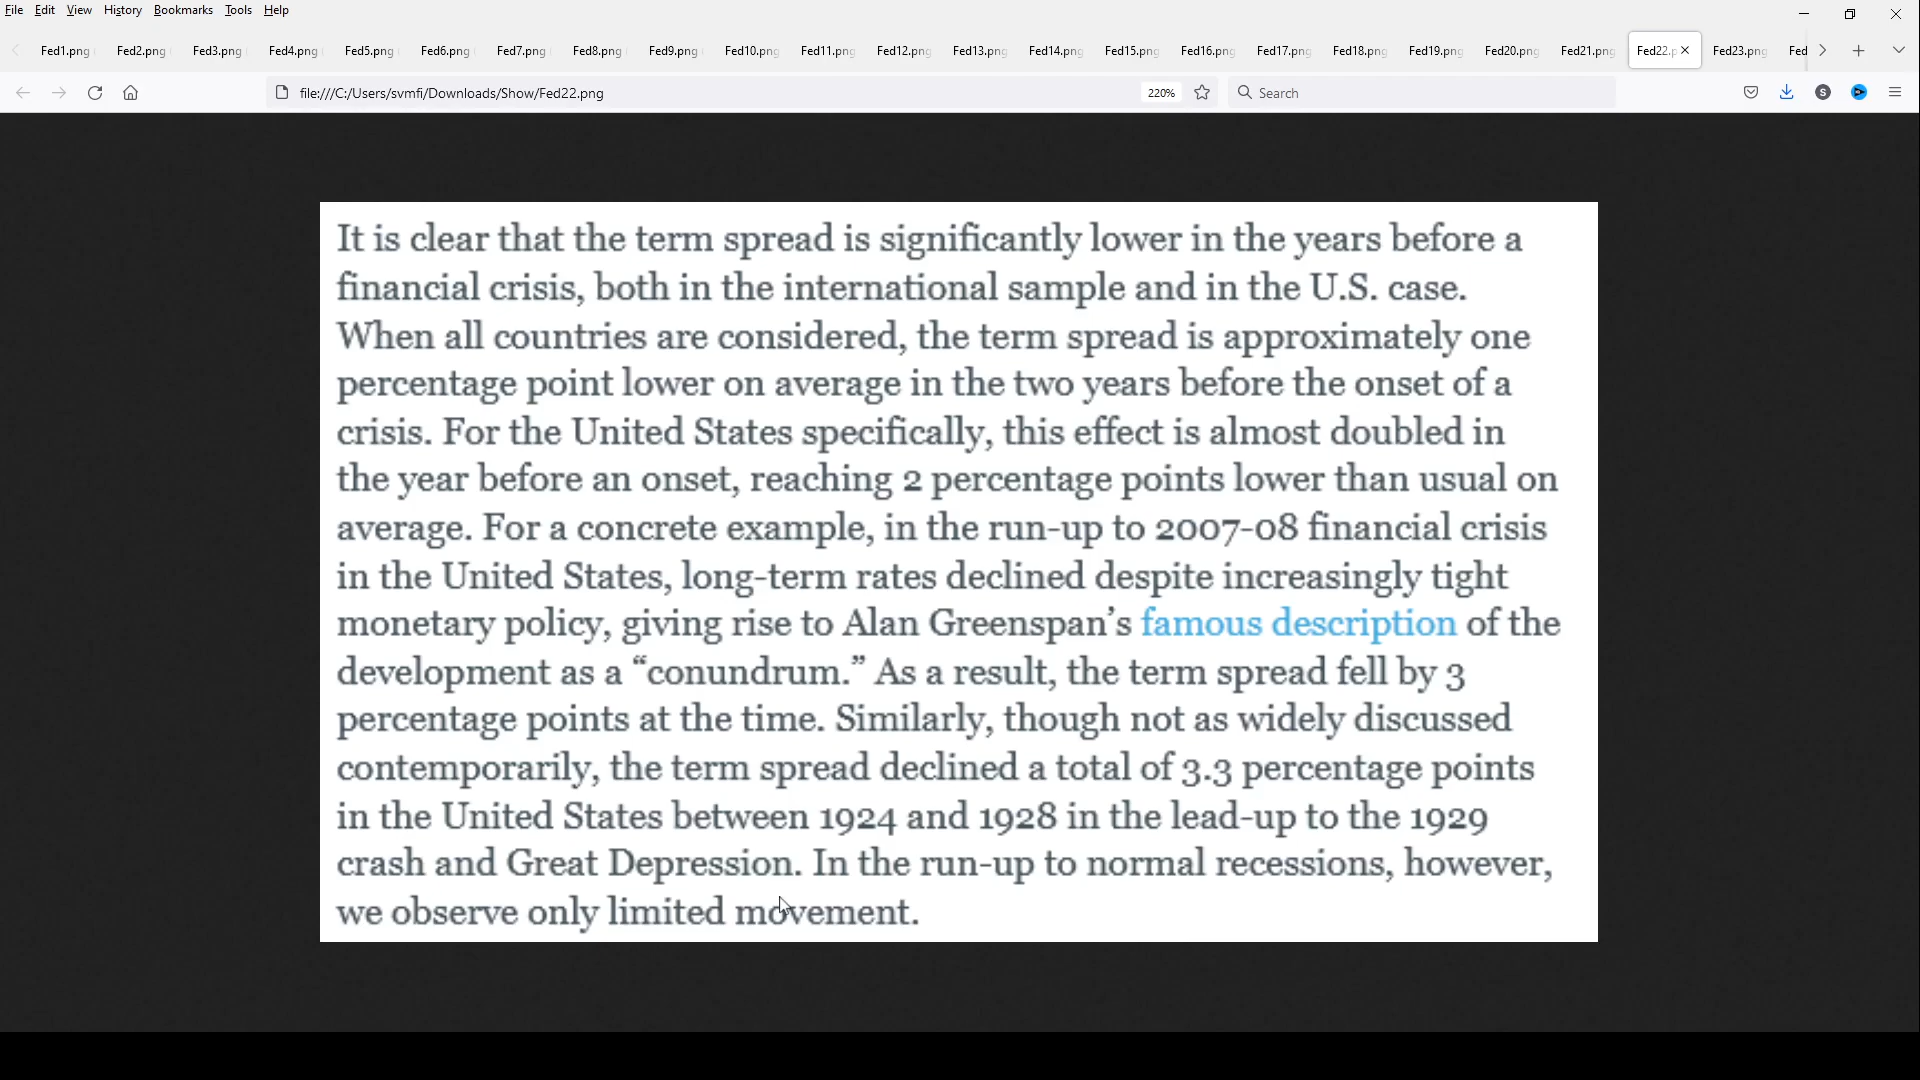 File Edit View History Bookmarks Tools Help
Fed1.png Fed2.png Fed3.png Fed4.png Fed5.png Fed6.png Fed7.png Fed8.png Fed9.png Fed10.png Fed11.png Fed12.png Fed13.png Fed14.png Fed15.png Fed16.png Fed17.png Fed18.png Fed19.png Fed20.png Fed21.png Fed22.p Fed23.png Fed
file:///C:/Users/svmfi/Downloads/Show/Fed22.png 220% Search S
It is clear that the term spread is significantly lower in the years before a
financial crisis, both in the international sample and in the U.S. case.
When all countries are considered, the term spread is approximately one
percentage point lower on average in the two years before the onset of a
crisis. For the United States specifically, this effect is almost doubled in
the year before an onset, reaching 2 percentage points lower than usual on
average. For a concrete example, in the run-up to 2007-08 financial crisis
in the United States, long-term rates declined despite increasingly tight
monetary policy, giving rise to Alan Greenspan’s famous description of the
development as a “conundrum.” As a result, the term spread fell by 3
percentage points at the time. Similarly, though not as widely discussed
contemporarily, the term spread declined a total of 3.3 percentage points
in the United States between 1924 and 1928 in the lead-up to the 1929
crash and Great Depression. In the run-up to normal recessions, however,
we observe only limited movement.